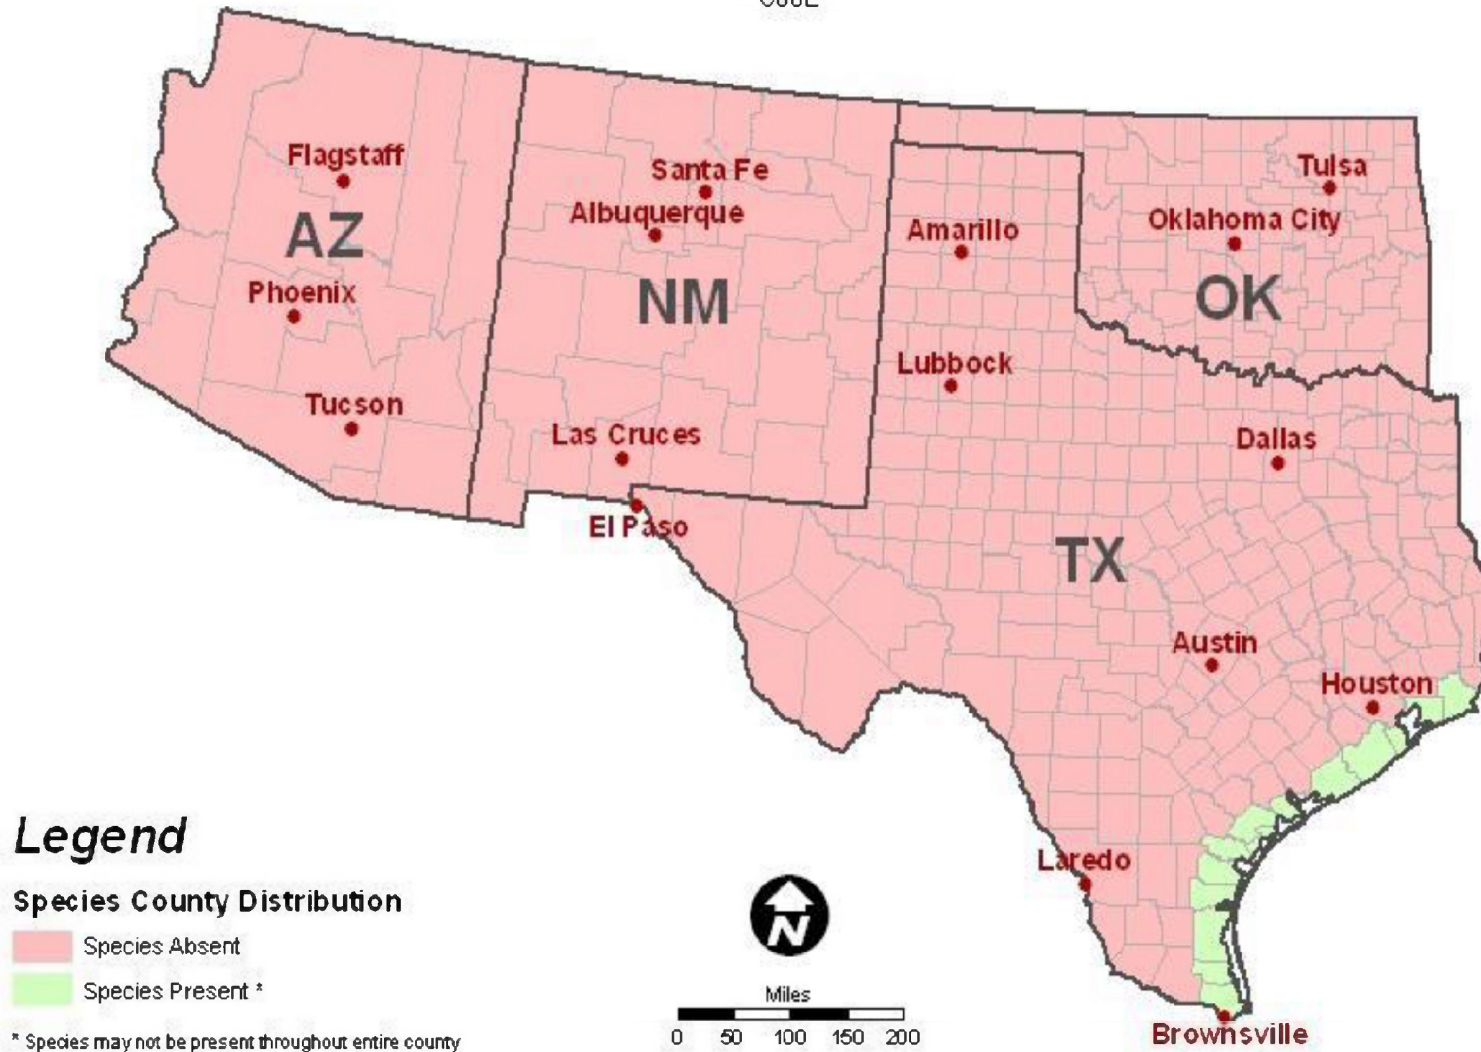 Flagstaff
Santa Fe
Tulsa
Albuquerque
Oklahoma City
Amarillo
AZ
Phoenix
NM
OK
Lubbock
Tucson
Las Cruces
Dallas
El Paso
TX
Austin
Houston
Legend
Laredo
Species County Distribution
Species Absent
Species Present *
* Species may not be present throughout entire county
N
Miles
0 50 100 150 200
Brownsville